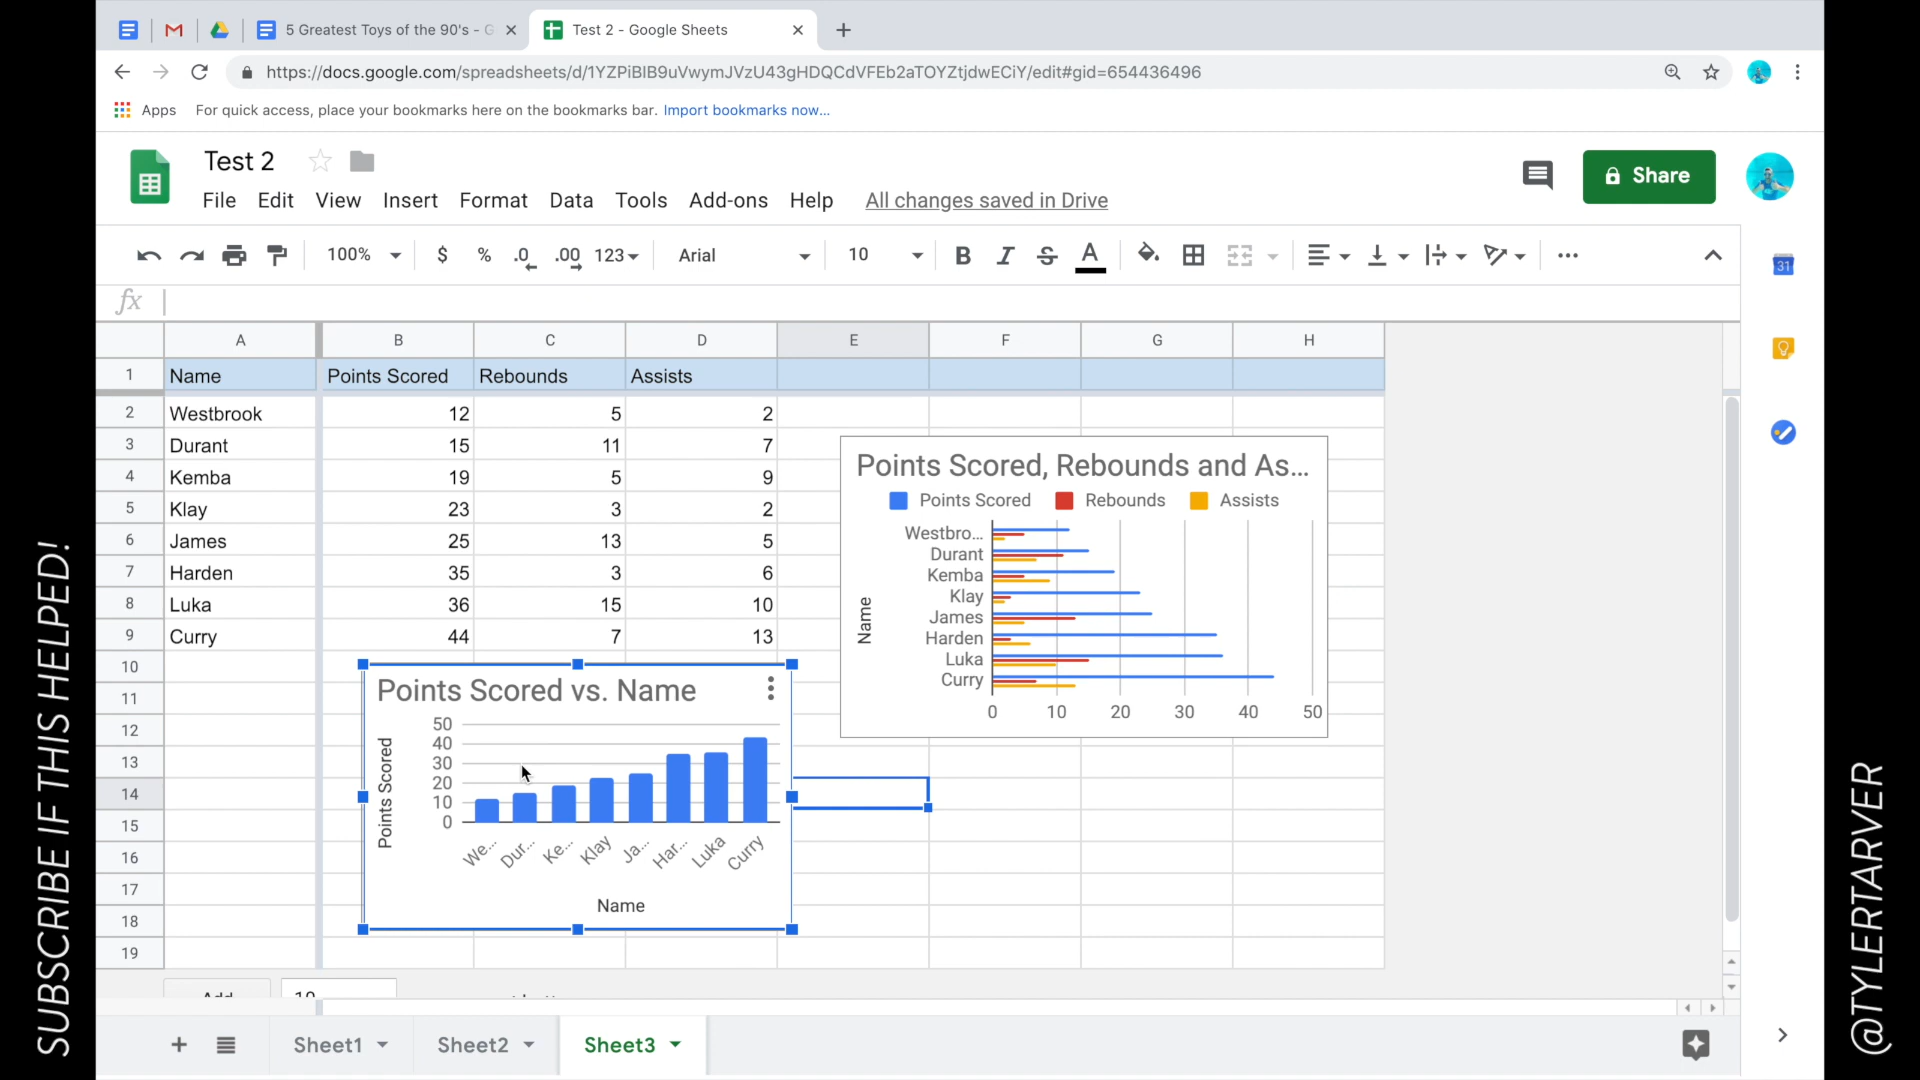 5 Greatest Toys of the 90's - G
Test 2 - Google Sheets
https://docs.google.com/spreadsheets/d/1YZPiBIB9uVwymJVzU43gHDQCdVFEb2aTOYZtjdwECiY/edit#gid=654436496
Apps For quick access, place your bookmarks here on the bookmarks bar. Import bookmarks now...
Test 2
File Edit View Insert Format Data Tools Add-ons Help All changes saved in Drive
Share
100% $ % .0 .00 123 Arial 10 B I S A
31
fx
A B C D E F G H
1 Name Points Scored Rebounds Assists
2 Westbrook 12 5 2
3 Durant 15 11 7
4 Kemba 19 5 9
5 Klay 23 3 2
6 James 25 13 5
7 Harden 35 3 6
8 Luka 36 15 10
9 Curry 44 7 13
10
11
12
13
14
15
16
17
18
19
Points Scored, Rebounds and As...
Points Scored Rebounds Assists
Name
Westbro...
Durant
Kemba
Klay
James
Harden
Luka
Curry
0 10 20 30 40 50
Points Scored vs. Name
Points Scored
50
40
30
20
10
0
We... Dur... Ke... Klay Ja... Har... Luka Curry
Name
Sheet1 Sheet2 Sheet3
SUBSCRIBE IF THIS HELPED!
@TYLERTARVER